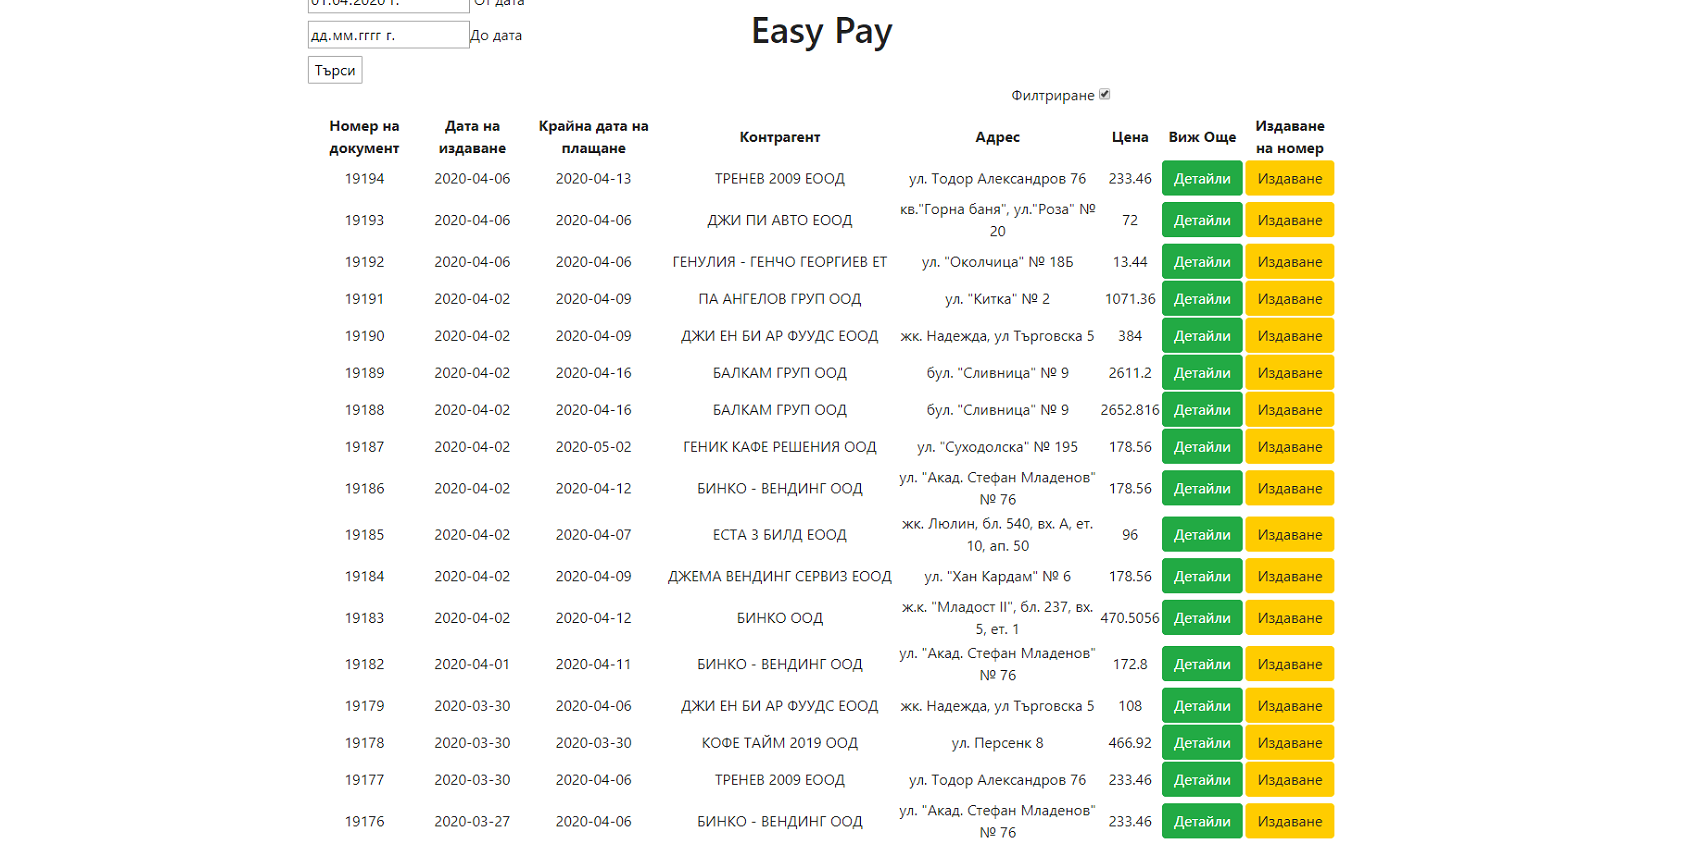 01.04.2020 г. От дата
дд.мм.гггг г. До дата
Търси
Easy Pay
Филтриране
Номер на документ Дата на издаване Крайна дата на плащане Контрагент Адрес Цена Виж Още Издаване на номер
19194 2020-04-06 2020-04-13 ТРЕНЕВ 2009 ЕООД ул. Тодор Александров 76 233.46 Детайли Издаване
19193 2020-04-06 2020-04-06 ДЖИ ПИ АВТО ЕООД кв."Горна баня", ул."Роза" № 20 72 Детайли Издаване
19192 2020-04-06 2020-04-06 ГЕНУЛИЯ - ГЕНЧО ГЕОРГИЕВ ЕТ ул. "Околчица" № 18Б 13.44 Детайли Издаване
19191 2020-04-02 2020-04-09 ПА АНГЕЛОВ ГРУП ООД ул. "Китка" № 2 1071.36 Детайли Издаване
19190 2020-04-02 2020-04-09 ДЖИ ЕН БИ АР ФУУДС ЕООД жк. Надежда, ул Търговска 5 384 Детайли Издаване
19189 2020-04-02 2020-04-16 БАЛКАМ ГРУП ООД бул. "Сливница" № 9 2611.2 Детайли Издаване
19188 2020-04-02 2020-04-16 БАЛКАМ ГРУП ООД бул. "Сливница" № 9 2652.816 Детайли Издаване
19187 2020-04-02 2020-05-02 ГЕНИК КАФЕ РЕШЕНИЯ ООД ул. "Суходолска" № 195 178.56 Детайли Издаване
19186 2020-04-02 2020-04-12 БИНКО - ВЕНДИНГ ООД ул. "Акад. Стефан Младенов" № 76 178.56 Детайли Издаване
19185 2020-04-02 2020-04-07 ЕСТА 3 БИЛД ЕООД жк. Люлин, бл. 540, вх. А, ет. 10, ап. 50 96 Детайли Издаване
19184 2020-04-02 2020-04-09 ДЖЕМА ВЕНДИНГ СЕРВИЗ ЕООД ул. "Хан Кардам" № 6 178.56 Детайли Издаване
19183 2020-04-02 2020-04-12 БИНКО ООД ж.к. "Младост II", бл. 237, вх. 5, ет. 1 470.5056 Детайли Издаване
19182 2020-04-01 2020-04-11 БИНКО - ВЕНДИНГ ООД ул. "Акад. Стефан Младенов" № 76 172.8 Детайли Издаване
19179 2020-03-30 2020-04-06 ДЖИ ЕН БИ АР ФУУДС ЕООД жк. Надежда, ул Търговска 5 108 Детайли Издаване
19178 2020-03-30 2020-03-30 КОФЕ ТАЙМ 2019 ООД ул. Персенк 8 466.92 Детайли Издаване
19177 2020-03-30 2020-04-06 ТРЕНЕВ 2009 ЕООД ул. Тодор Александров 76 233.46 Детайли Издаване
19176 2020-03-27 2020-04-06 БИНКО - ВЕНДИНГ ООД ул. "Акад. Стефан Младенов" № 76 233.46 Детайли Издаване